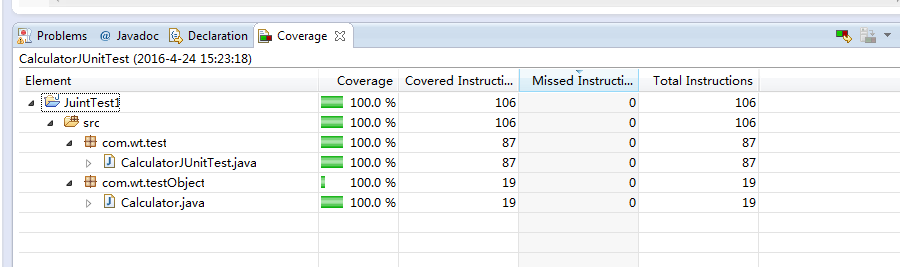 Problems @ Javadoc Declaration Coverage
CalculatorJUnitTest (2016-4-24 15:23:18)
Element Coverage Covered Instructi... Missed Instructi... Total Instructions
JuintTest1 100.0 % 106 0 106
src 100.0 % 106 0 106
com.wt.test 100.0 % 87 0 87
CalculatorJUnitTest.java 100.0 % 87 0 87
com.wt.testObject 100.0 % 19 0 19
Calculator.java 100.0 % 19 0 19